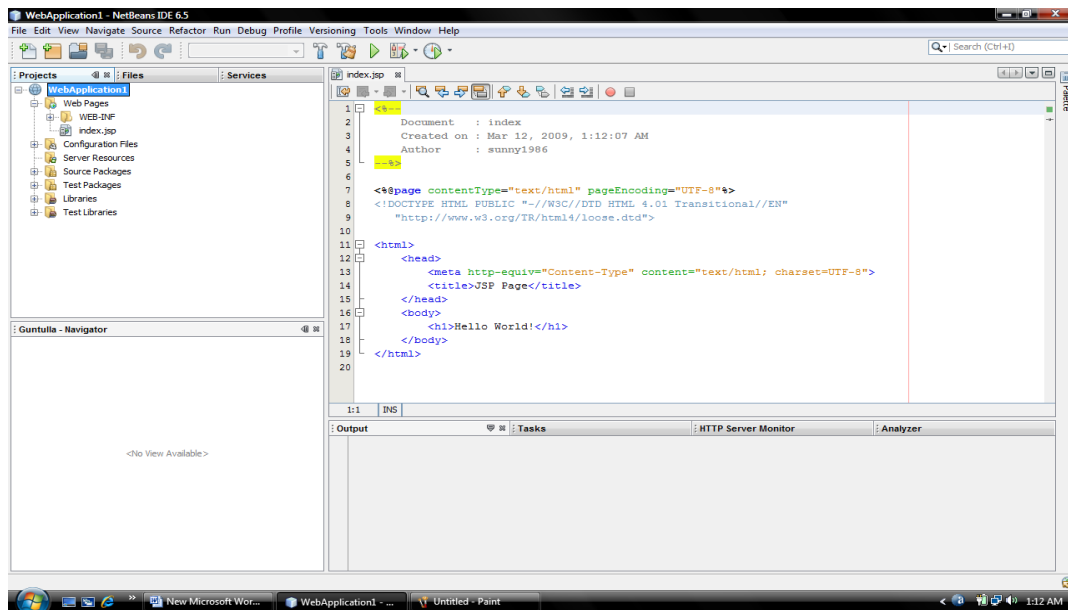 WebApplication1 - NetBeans IDE 6.5
File Edit View Navigate Source Refactor Run Debug Profile Versioning Tools Window Help
Search (Ctrl+I)
Projects Files Services
WebApplication1
Web Pages
WEB-INF
index.jsp
Configuration Files
Server Resources
Source Packages
Test Packages
Libraries
Test Libraries
Guntulla - Navigator
<No View Available>
index.jsp
Palette
1 <%--
2 Document : index
3 Created on : Mar 12, 2009, 1:12:07 AM
4 Author : sunny1986
5 --%>
6
7 <%@page contentType="text/html" pageEncoding="UTF-8"%>
8 <!DOCTYPE HTML PUBLIC "-//W3C//DTD HTML 4.01 Transitional//EN"
9 "http://www.w3.org/TR/html4/loose.dtd">
10
11 <html>
12 <head>
13 <meta http-equiv="Content-Type" content="text/html; charset=UTF-8">
14 <title>JSP Page</title>
15 </head>
16 <body>
17 <h1>Hello World!</h1>
18 </body>
19 </html>
20
1:1 INS
Output Tasks HTTP Server Monitor Analyzer
New Microsoft Wor... WebApplication1 - ... Untitled - Paint 1:12 AM